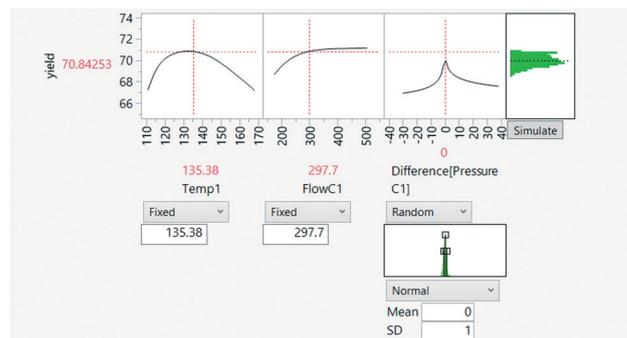 74
72
70
68
66
yield
70.84253
110 120 130 140 150 160 170
200 300 400 500
-40 -30 -20 -10 0 10 20 30 40
Simulate
135.38
Temp1
297.7
FlowC1
0
Difference[Pressure
C1]
Fixed
Fixed
Random
135.38
297.7
Normal
Mean 0
SD 1